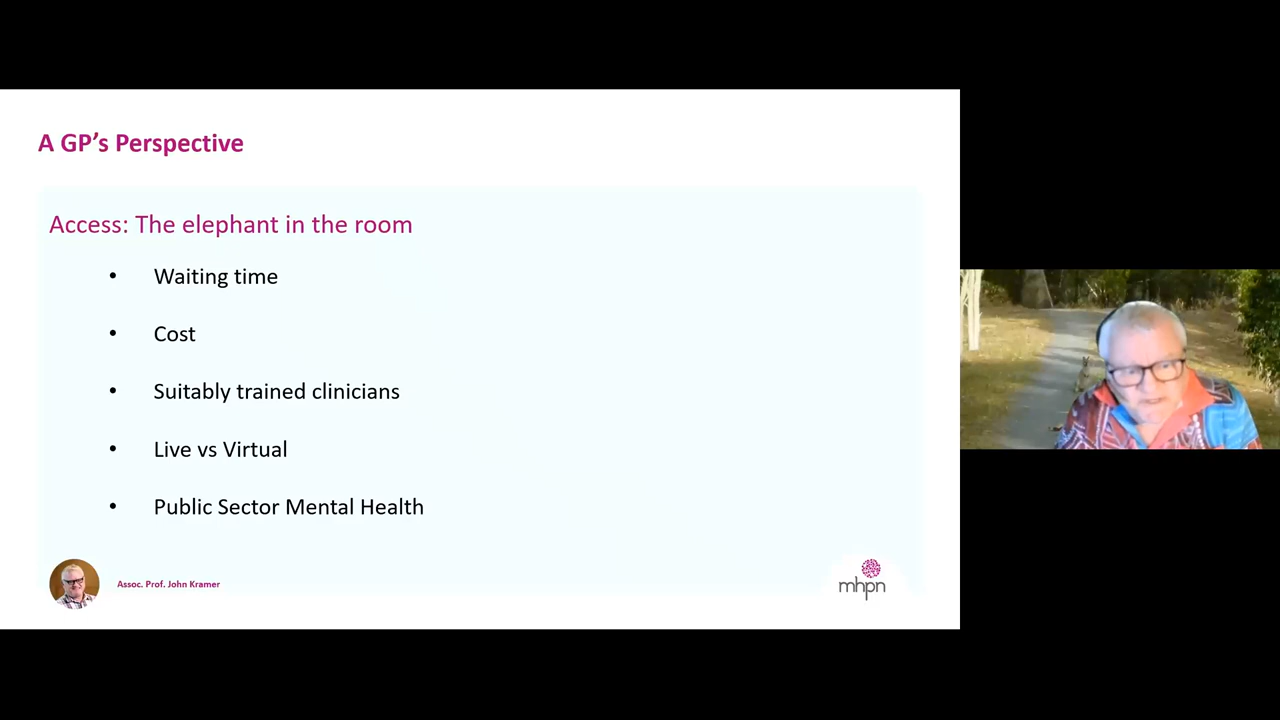 A GP’s Perspective
Access: The elephant in the room
• Waiting time
• Cost
• Suitably trained clinicians
• Live vs Virtual
• Public Sector Mental Health
Assoc. Prof. John Kramer
mhpn